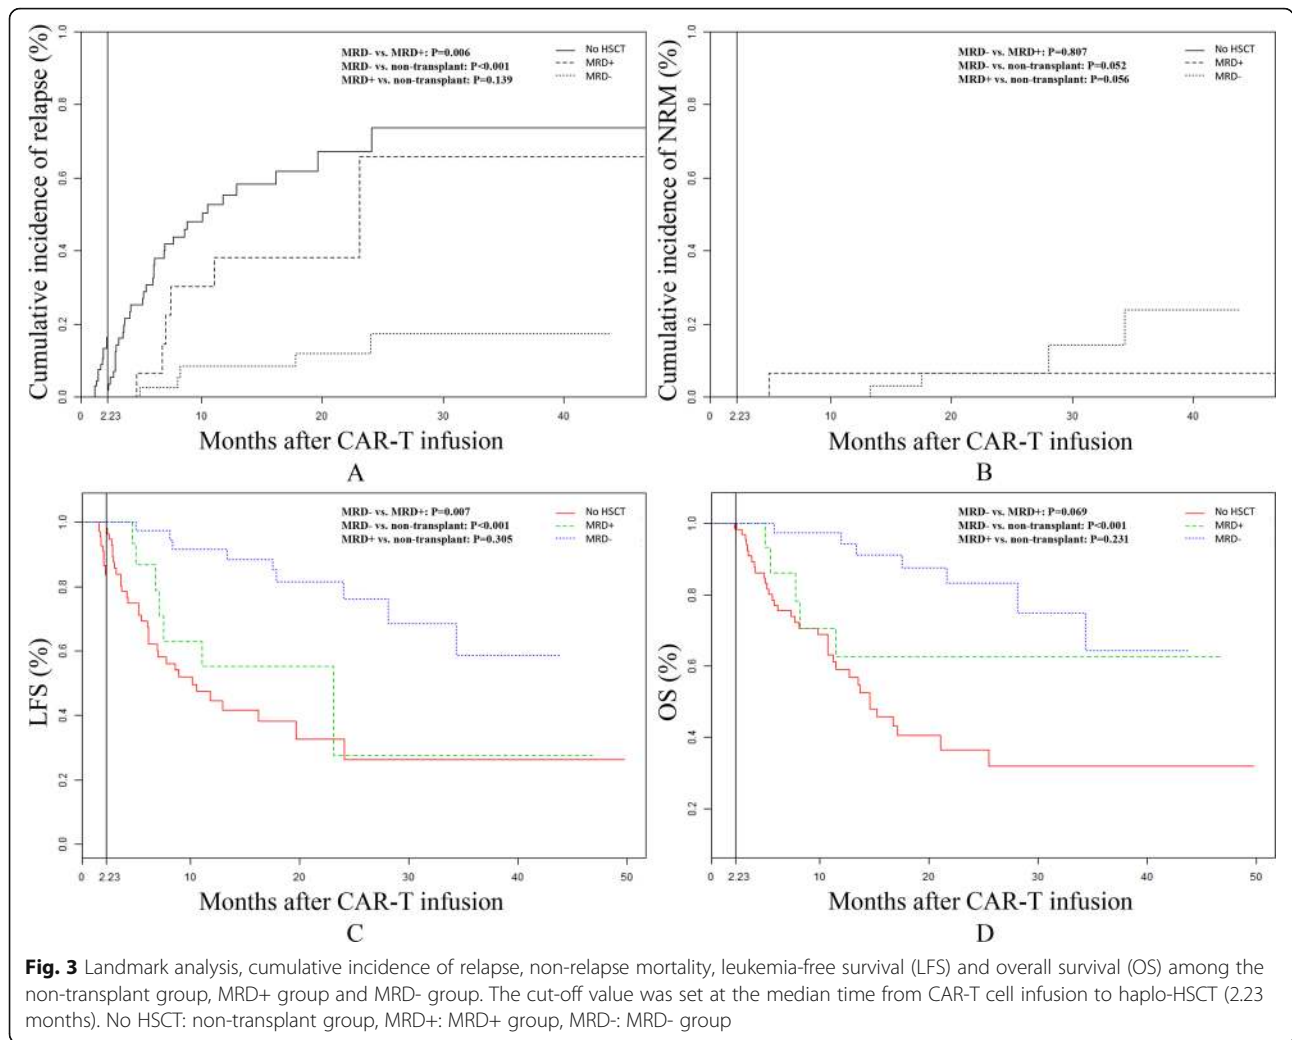 Cumulative incidence of relapse (%)
1.0
0.8
0.6
0.4
0.2
0.0
MRD- vs. MRD+: P=0.006
MRD- vs non-transplant: P<0.001
MRD+ vs non-transplant: P=0.139
No HSCT
MRD+
MRD-
0 2.23 10 20 30 40
Months after CAR-T infusion
A
Cumulative incidence of NRM (%)
1.0
0.8
0.6
0.4
0.2
0.0
MRD- vs. MRD+: P=0.807
MRD- vs non-transplant: P=0.052
MRD+ vs non-transplant: P=0.056
No HSCT
MRD+
MRD-
0 2.23 10 20 30 40
Months after CAR-T infusion
B
LFS (%)
1.0
0.8
0.6
0.4
0.2
0.0
MRD- vs. MRD+: P=0.007
MRD- vs non-transplant: P<0.001
MRD+ vs non-transplant: P=0.305
No HSCT
MRD+
MRD-
0 2.23 10 20 30 40 50
Months after CAR-T infusion
C
OS (%)
1.0
0.8
0.6
0.4
0.2
MRD- vs. MRD+: P=0.069
MRD- vs non-transplant: P<0.001
MRD+ vs non-transplant: P=0.231
No HSCT
MRD+
MRD-
0 2.23 10 20 30 40 50
Months after CAR-T infusion
D
Fig. 3 Landmark analysis, cumulative incidence of relapse, non-relapse mortality, leukemia-free survival (LFS) and overall survival (OS) among the
non-transplant group, MRD+ group and MRD- group. The cut-off value was set at the median time from CAR-T cell infusion to haplo-HSCT (2.23
months). No HSCT: non-transplant group, MRD+: MRD+ group, MRD-: MRD- group